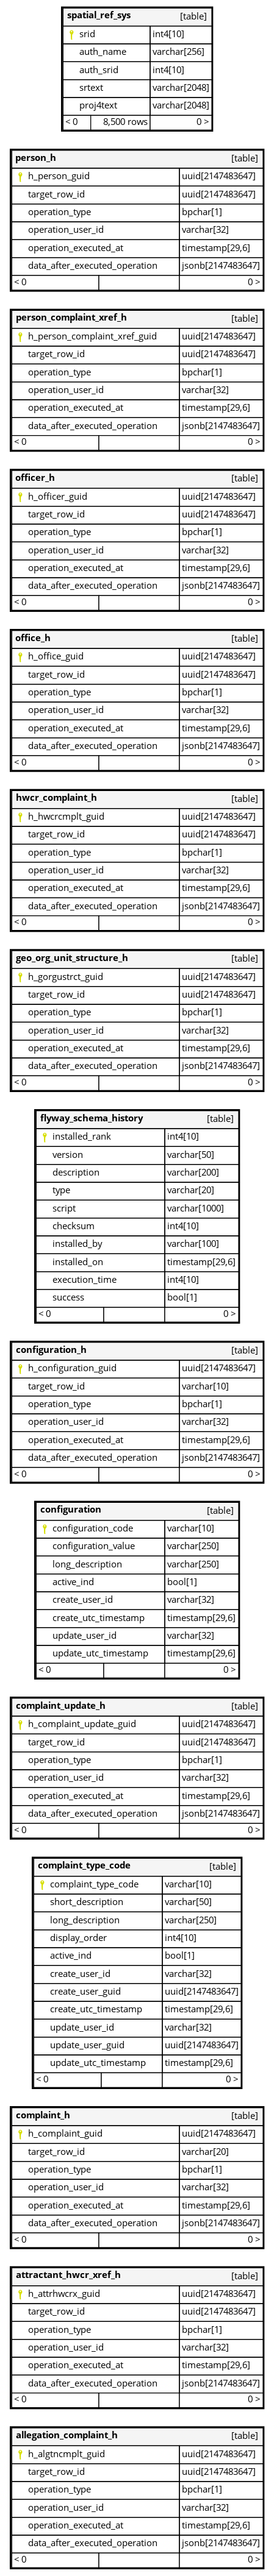 spatial_ref_sys [table]
srid int4[10]
auth_name varchar[256]
auth_srid int4[10]
srtext varchar[2048]
proj4text varchar[2048]
< 0 8,500 rows 0 >
person_h [table]
h_person_guid uuid[2147483647]
target_row_id uuid[2147483647]
operation_type bpchar[1]
operation_user_id varchar[32]
operation_executed_at timestamp[29,6]
data_after_executed_operation jsonb[2147483647]
< 0 0 >
person_complaint_xref_h [table]
h_person_complaint_xref_guid uuid[2147483647]
target_row_id uuid[2147483647]
operation_type bpchar[1]
operation_user_id varchar[32]
operation_executed_at timestamp[29,6]
data_after_executed_operation jsonb[2147483647]
< 0 0 >
officer_h [table]
h_officer_guid uuid[2147483647]
target_row_id uuid[2147483647]
operation_type bpchar[1]
operation_user_id varchar[32]
operation_executed_at timestamp[29,6]
data_after_executed_operation jsonb[2147483647]
< 0 0 >
office_h [table]
h_office_guid uuid[2147483647]
target_row_id uuid[2147483647]
operation_type bpchar[1]
operation_user_id varchar[32]
operation_executed_at timestamp[29,6]
data_after_executed_operation jsonb[2147483647]
< 0 0 >
hwcr_complaint_h [table]
h_hwcrcmplt_guid uuid[2147483647]
target_row_id uuid[2147483647]
operation_type bpchar[1]
operation_user_id varchar[32]
operation_executed_at timestamp[29,6]
data_after_executed_operation jsonb[2147483647]
< 0 0 >
geo_org_unit_structure_h [table]
h_gorgustrct_guid uuid[2147483647]
target_row_id uuid[2147483647]
operation_type bpchar[1]
operation_user_id varchar[32]
operation_executed_at timestamp[29,6]
data_after_executed_operation jsonb[2147483647]
< 0 0 >
flyway_schema_history [table]
installed_rank int4[10]
version varchar[50]
description varchar[200]
type varchar[20]
script varchar[1000]
checksum int4[10]
installed_by varchar[100]
installed_on timestamp[29,6]
execution_time int4[10]
success bool[1]
< 0 0 >
configuration_h [table]
h_configuration_guid uuid[2147483647]
target_row_id varchar[10]
operation_type bpchar[1]
operation_user_id varchar[32]
operation_executed_at timestamp[29,6]
data_after_executed_operation jsonb[2147483647]
< 0 0 >
configuration [table]
configuration_code varchar[10]
configuration_value varchar[250]
long_description varchar[250]
active_ind bool[1]
create_user_id varchar[32]
create_utc_timestamp timestamp[29,6]
update_user_id varchar[32]
update_utc_timestamp timestamp[29,6]
< 0 0 >
complaint_update_h [table]
h_complaint_update_guid uuid[2147483647]
target_row_id uuid[2147483647]
operation_type bpchar[1]
operation_user_id varchar[32]
operation_executed_at timestamp[29,6]
data_after_executed_operation jsonb[2147483647]
< 0 0 >
complaint_type_code [table]
complaint_type_code varchar[10]
short_description varchar[50]
long_description varchar[250]
display_order int4[10]
active_ind bool[1]
create_user_id varchar[32]
create_user_guid uuid[2147483647]
create_utc_timestamp timestamp[29,6]
update_user_id varchar[32]
update_user_guid uuid[2147483647]
update_utc_timestamp timestamp[29,6]
< 0 0 >
complaint_h [table]
h_complaint_guid uuid[2147483647]
target_row_id varchar[20]
operation_type bpchar[1]
operation_user_id varchar[32]
operation_executed_at timestamp[29,6]
data_after_executed_operation jsonb[2147483647]
< 0 0 >
attractant_hwcr_xref_h [table]
h_attrhwcrx_guid uuid[2147483647]
target_row_id uuid[2147483647]
operation_type bpchar[1]
operation_user_id varchar[32]
operation_executed_at timestamp[29,6]
data_after_executed_operation jsonb[2147483647]
< 0 0 >
allegation_complaint_h [table]
h_algtncmplt_guid uuid[2147483647]
target_row_id uuid[2147483647]
operation_type bpchar[1]
operation_user_id varchar[32]
operation_executed_at timestamp[29,6]
data_after_executed_operation jsonb[2147483647]
< 0 0 >